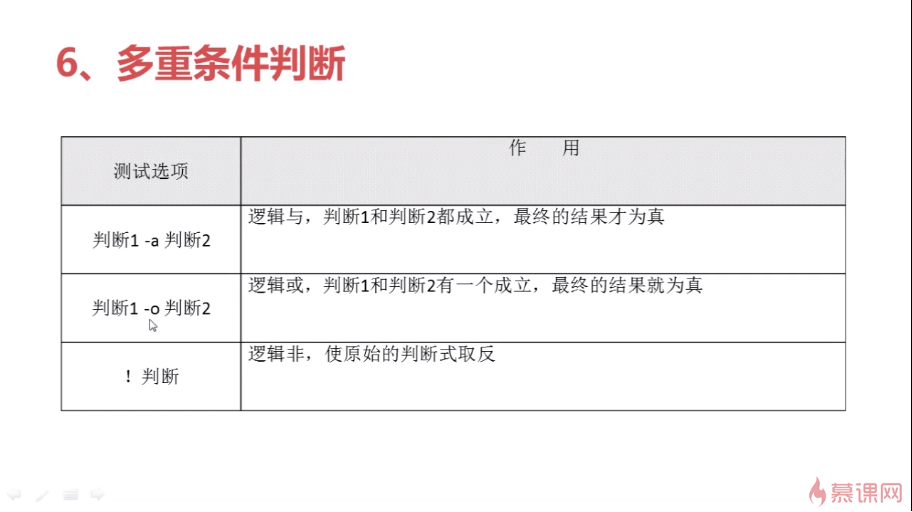 6、多重条件判断
测试选项
作 用
判断1 -a 判断2
逻辑与，判断1和判断2都成立，最终的结果才为真
判断1 -o 判断2
逻辑或，判断1和判断2有一个成立，最终的结果就为真
！判断
逻辑非，使原始的判断式取反
慕课网